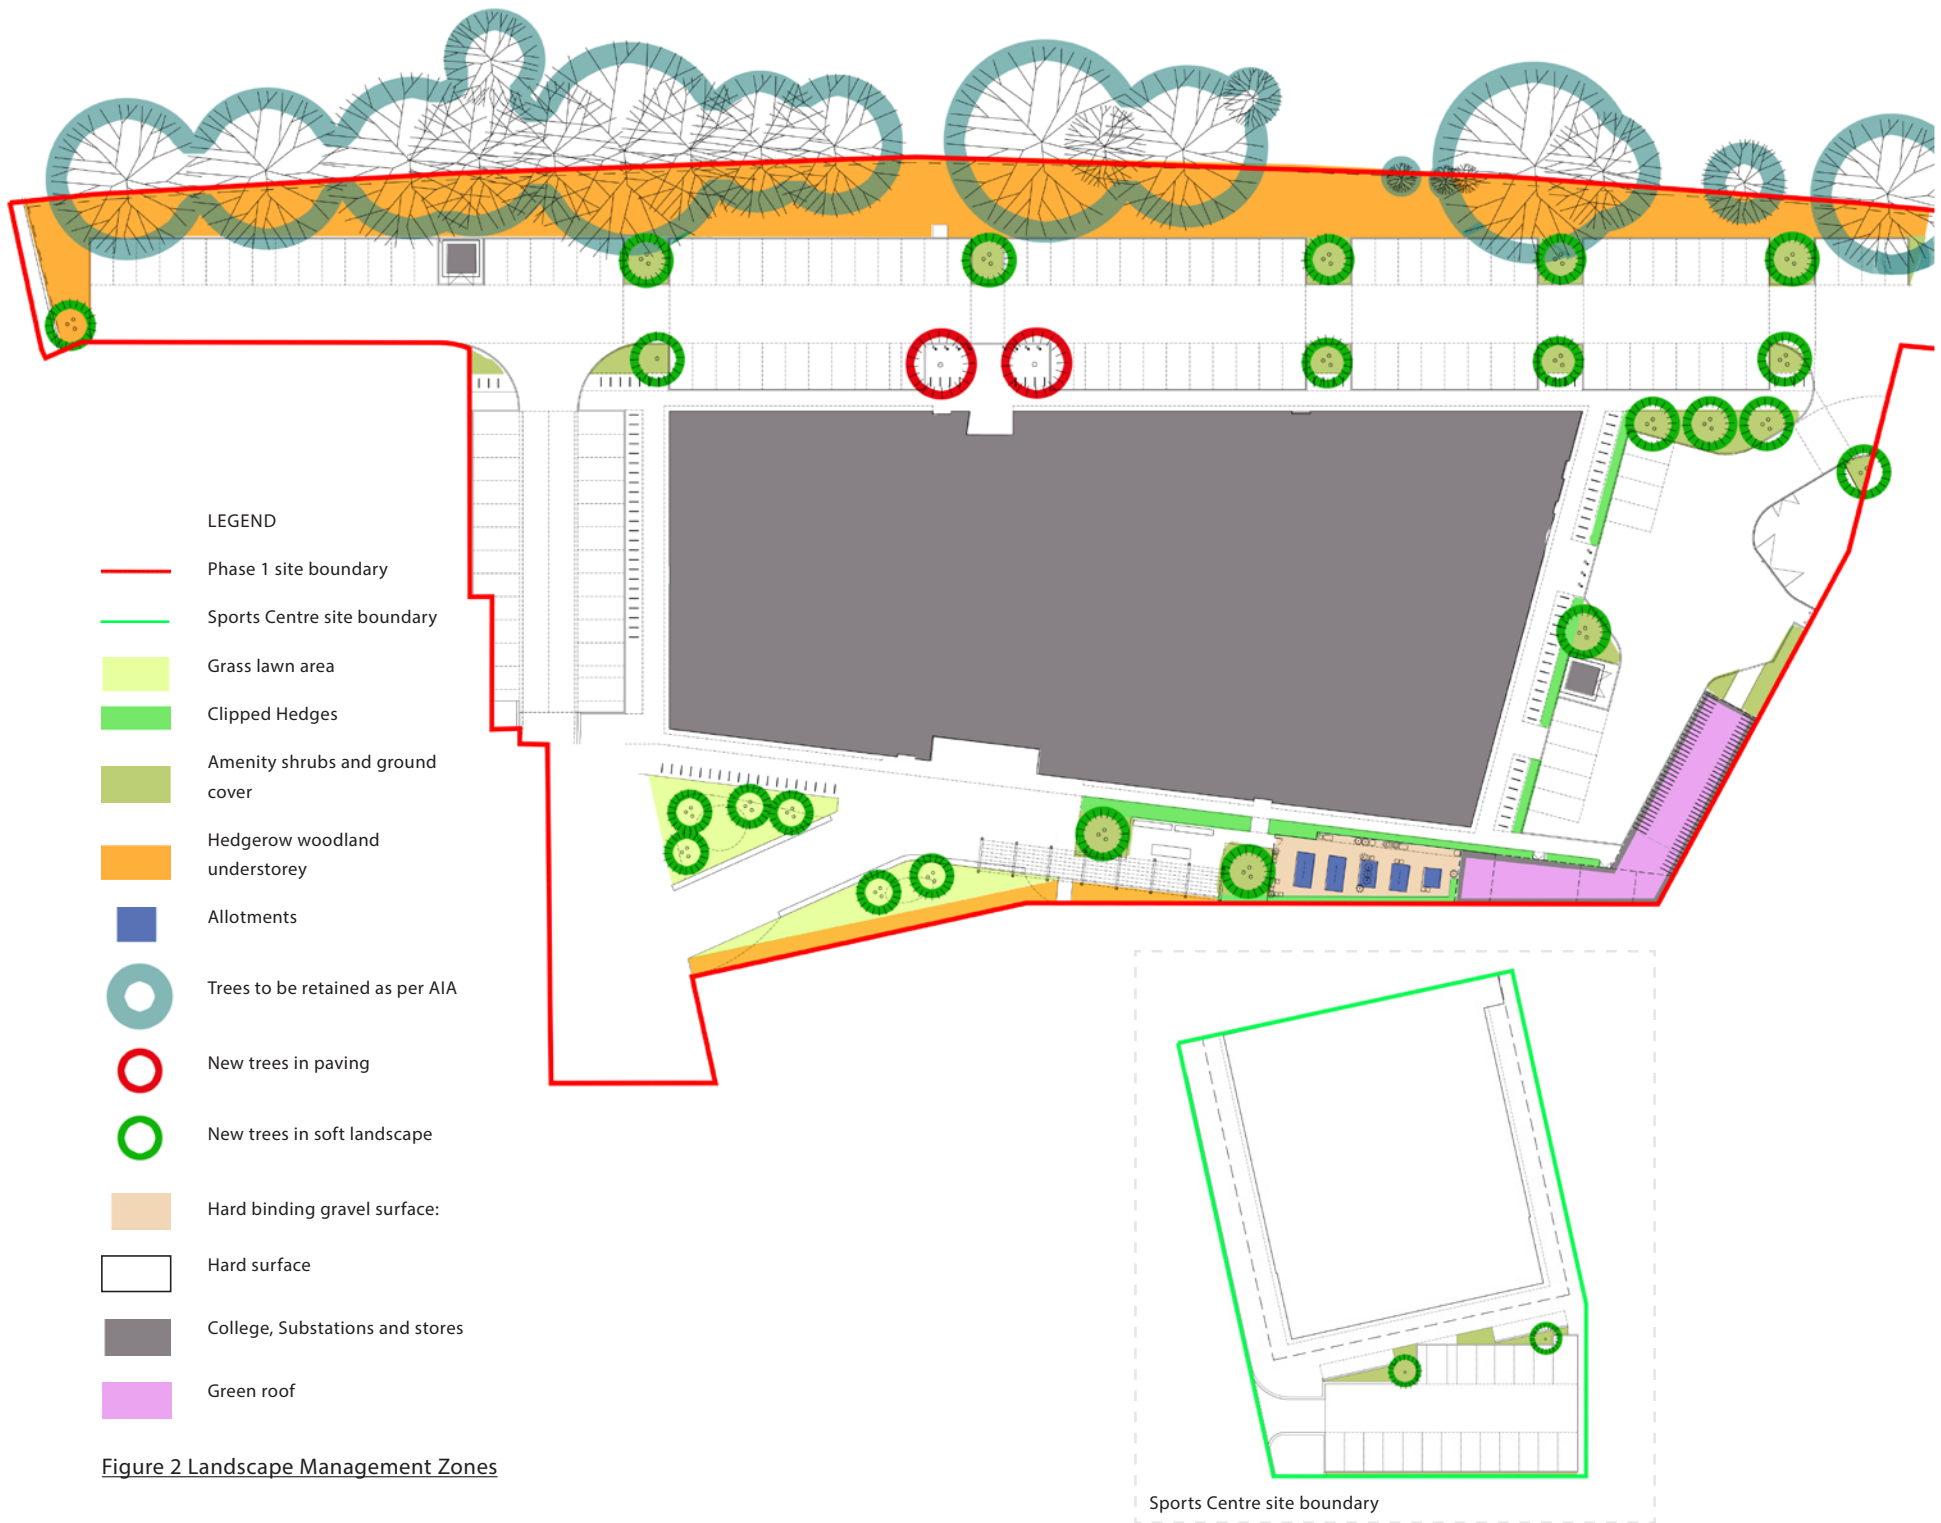 LEGEND
Phase 1 site boundary
Sports Centre site boundary
Grass lawn area
Clipped Hedges
Amenity shrubs and ground
cover
Hedgerow woodland
understorey
Allotments
Trees to be retained as per AIA
New trees in paving
New trees in soft landscape
Hard binding gravel surface:
Hard surface
College, Substations and stores
Green roof
Figure 2 Landscape Management Zones
Sports Centre site boundary